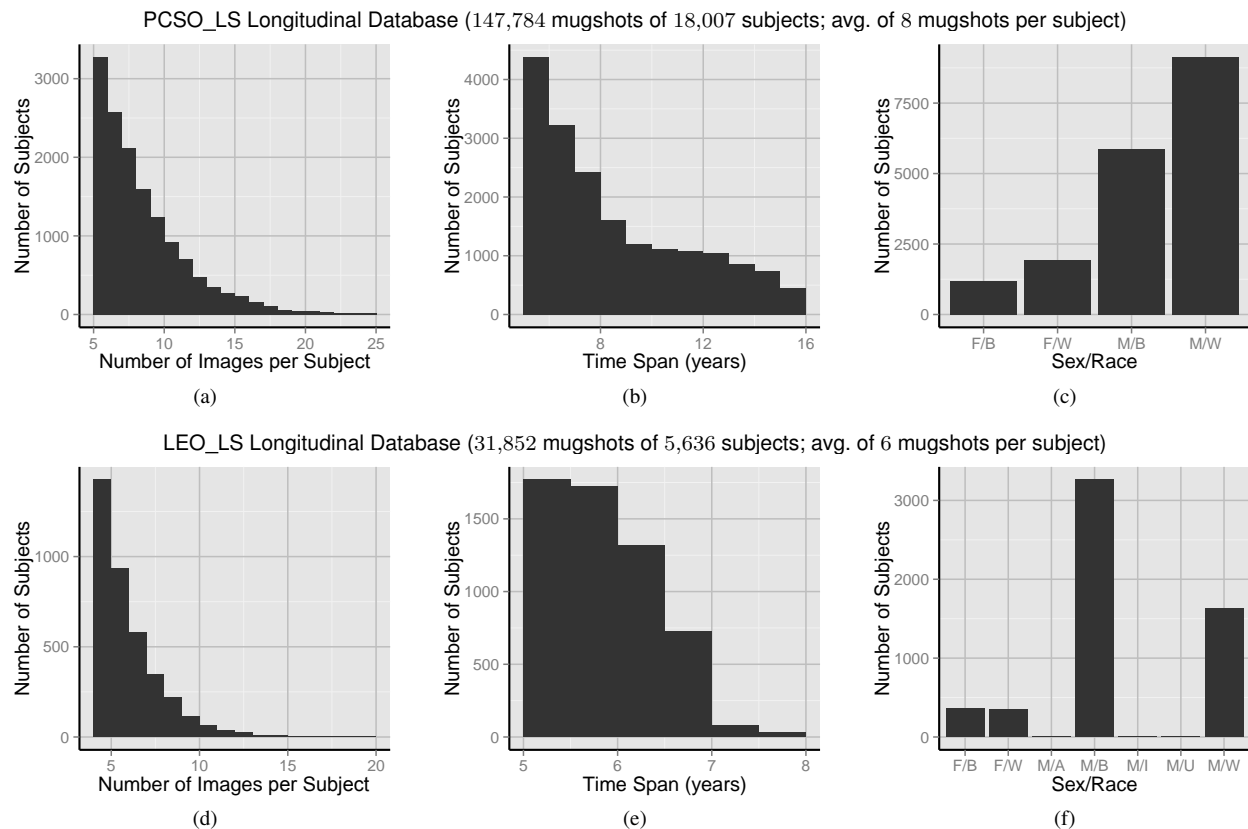 PCSO_LS Longitudinal Database (147,784 mugshots of 18,007 subjects; avg. of 8 mugshots per subject)
Number of Subjects
3000
2000
1000
0
5 10 15 20 25
Number of Images per Subject
(a)
Number of Subjects
4000
3000
2000
1000
0
8 12 16
Time Span (years)
(b)
Number of Subjects
7500
5000
2500
0
F/B F/W M/B M/W
Sex/Race
(c)
LEO_LS Longitudinal Database (31,852 mugshots of 5,636 subjects; avg. of 6 mugshots per subject)
Number of Subjects
1000
500
0
5 10 15 20
Number of Images per Subject
(d)
Number of Subjects
1500
1000
500
0
5 6 7 8
Time Span (years)
(e)
Number of Subjects
3000
2000
1000
0
F/B F/W M/A M/B M/I M/U M/W
Sex/Race
(f)